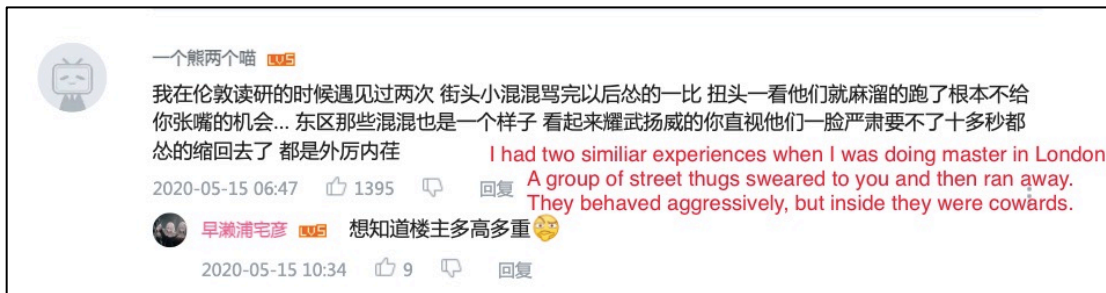 一个熊两个喵 LV5
我在伦敦读研的时候遇见过两次 街头小混混骂完以后怂的一比 扭头一看他们就麻溜的跑了根本不给
你张嘴的机会... 东区那些混混也是一个样子 看起来耀武扬威的你直视他们一脸严肃要不了十多秒都
怂的缩回去了 都是外厉内荏
I had two similiar experiences when I was doing master in London
A group of street thugs sweared to you and then ran away.
They behaved aggressively, but inside they were cowards.
2020-05-15 06:47 1395 回复
早濑浦宅彦 LV5 想知道楼主多高多重
2020-05-15 10:34 9 回复